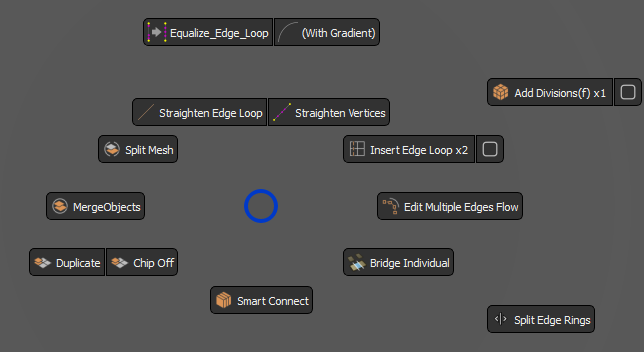 Equalize_Edge_Loop (With Gradient)
Add Divisions(f) x1
Straighten Edge Loop Straighten Vertices
Split Mesh Insert Edge Loop x2
MergeObjects Edit Multiple Edges Flow
Duplicate Chip Off Bridge Individual
Smart Connect
Split Edge Rings